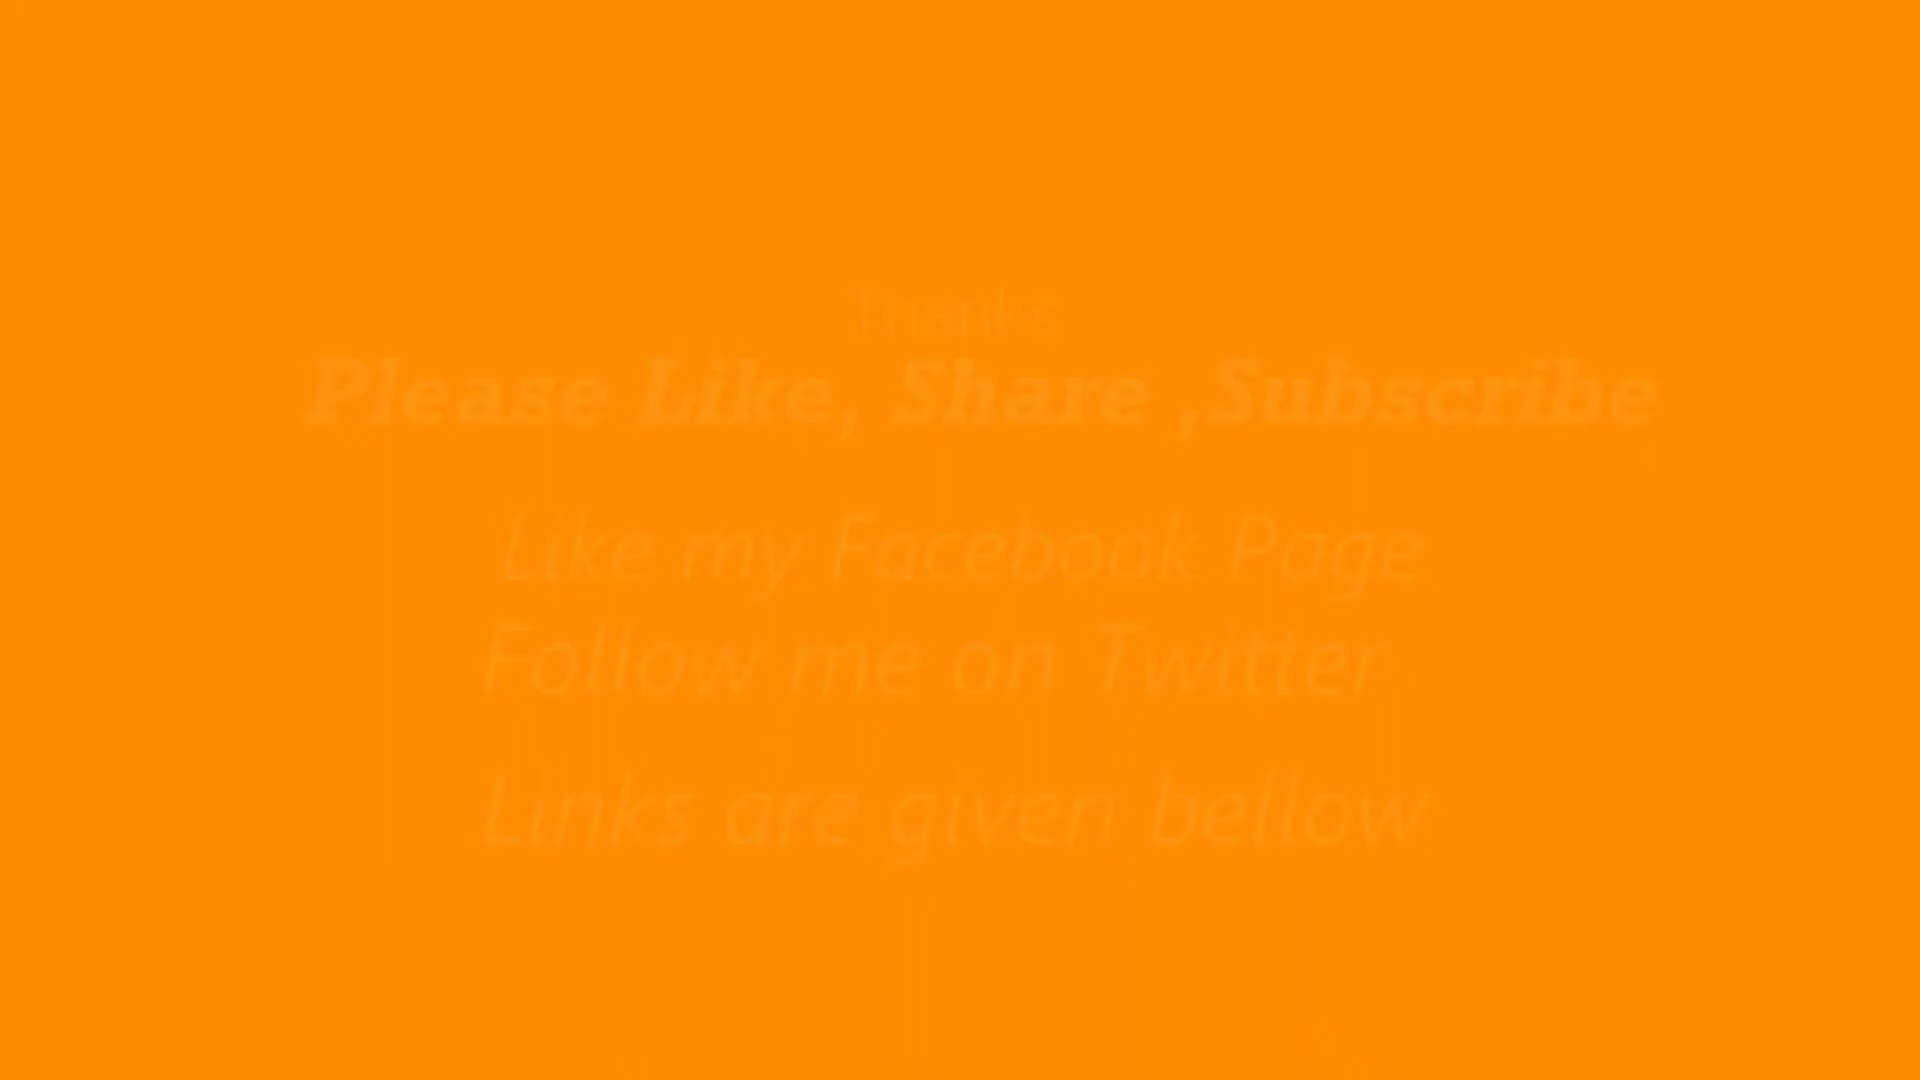 Thanks
Please Like, Share ,Subscribe
Like my Facebook Page
Follow me on Twitter
Links are given bellow